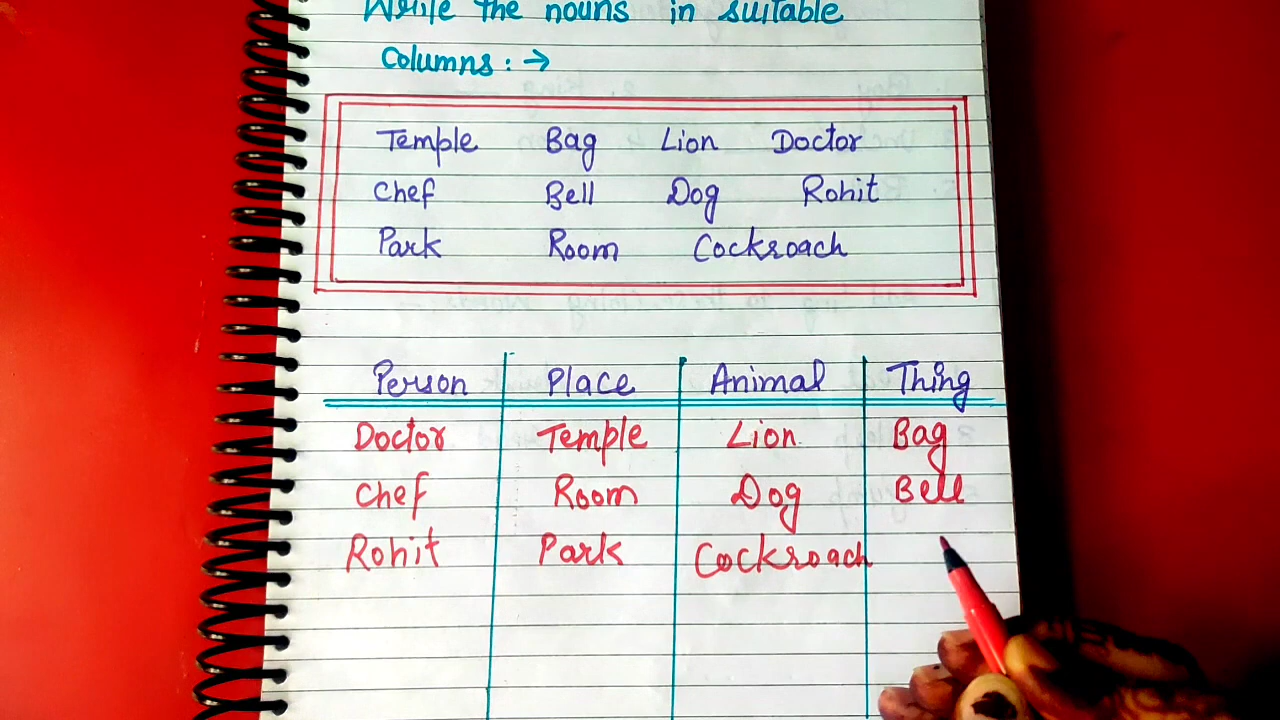 Write the nouns in suitable
Columns : →
Temple Bag Lion Doctor
Chef Bell Dog Rohit
Park Room Cockroach
Person Place Animal Thing
Doctor Temple Lion Bag
Chef Room Dog Bell
Rohit Park Cockroach